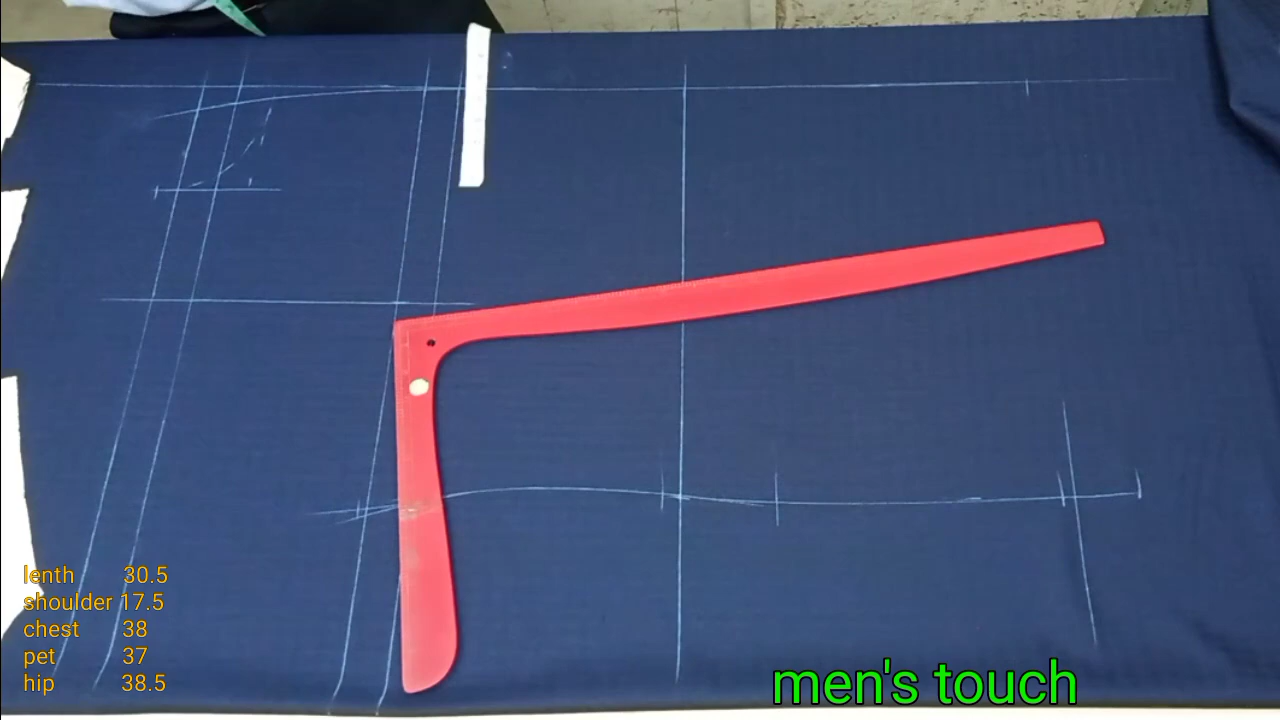 lenth 30.5
shoulder 17.5
chest 38
pet 37
hip 38.5
men's touch